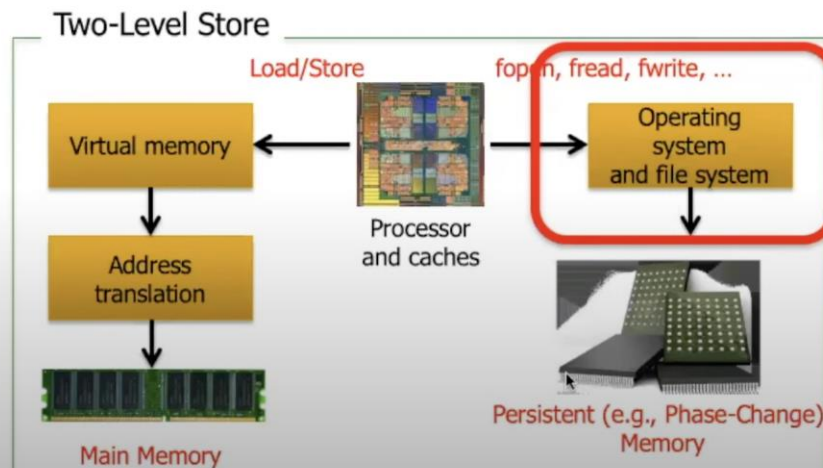 Two-Level Store
Load/Store
fopen, fread, fwrite, ...
Virtual memory
Operating
system
and file system
Processor
and caches
Address
translation
Persistent (e.g., Phase-Change)
Memory
Main Memory